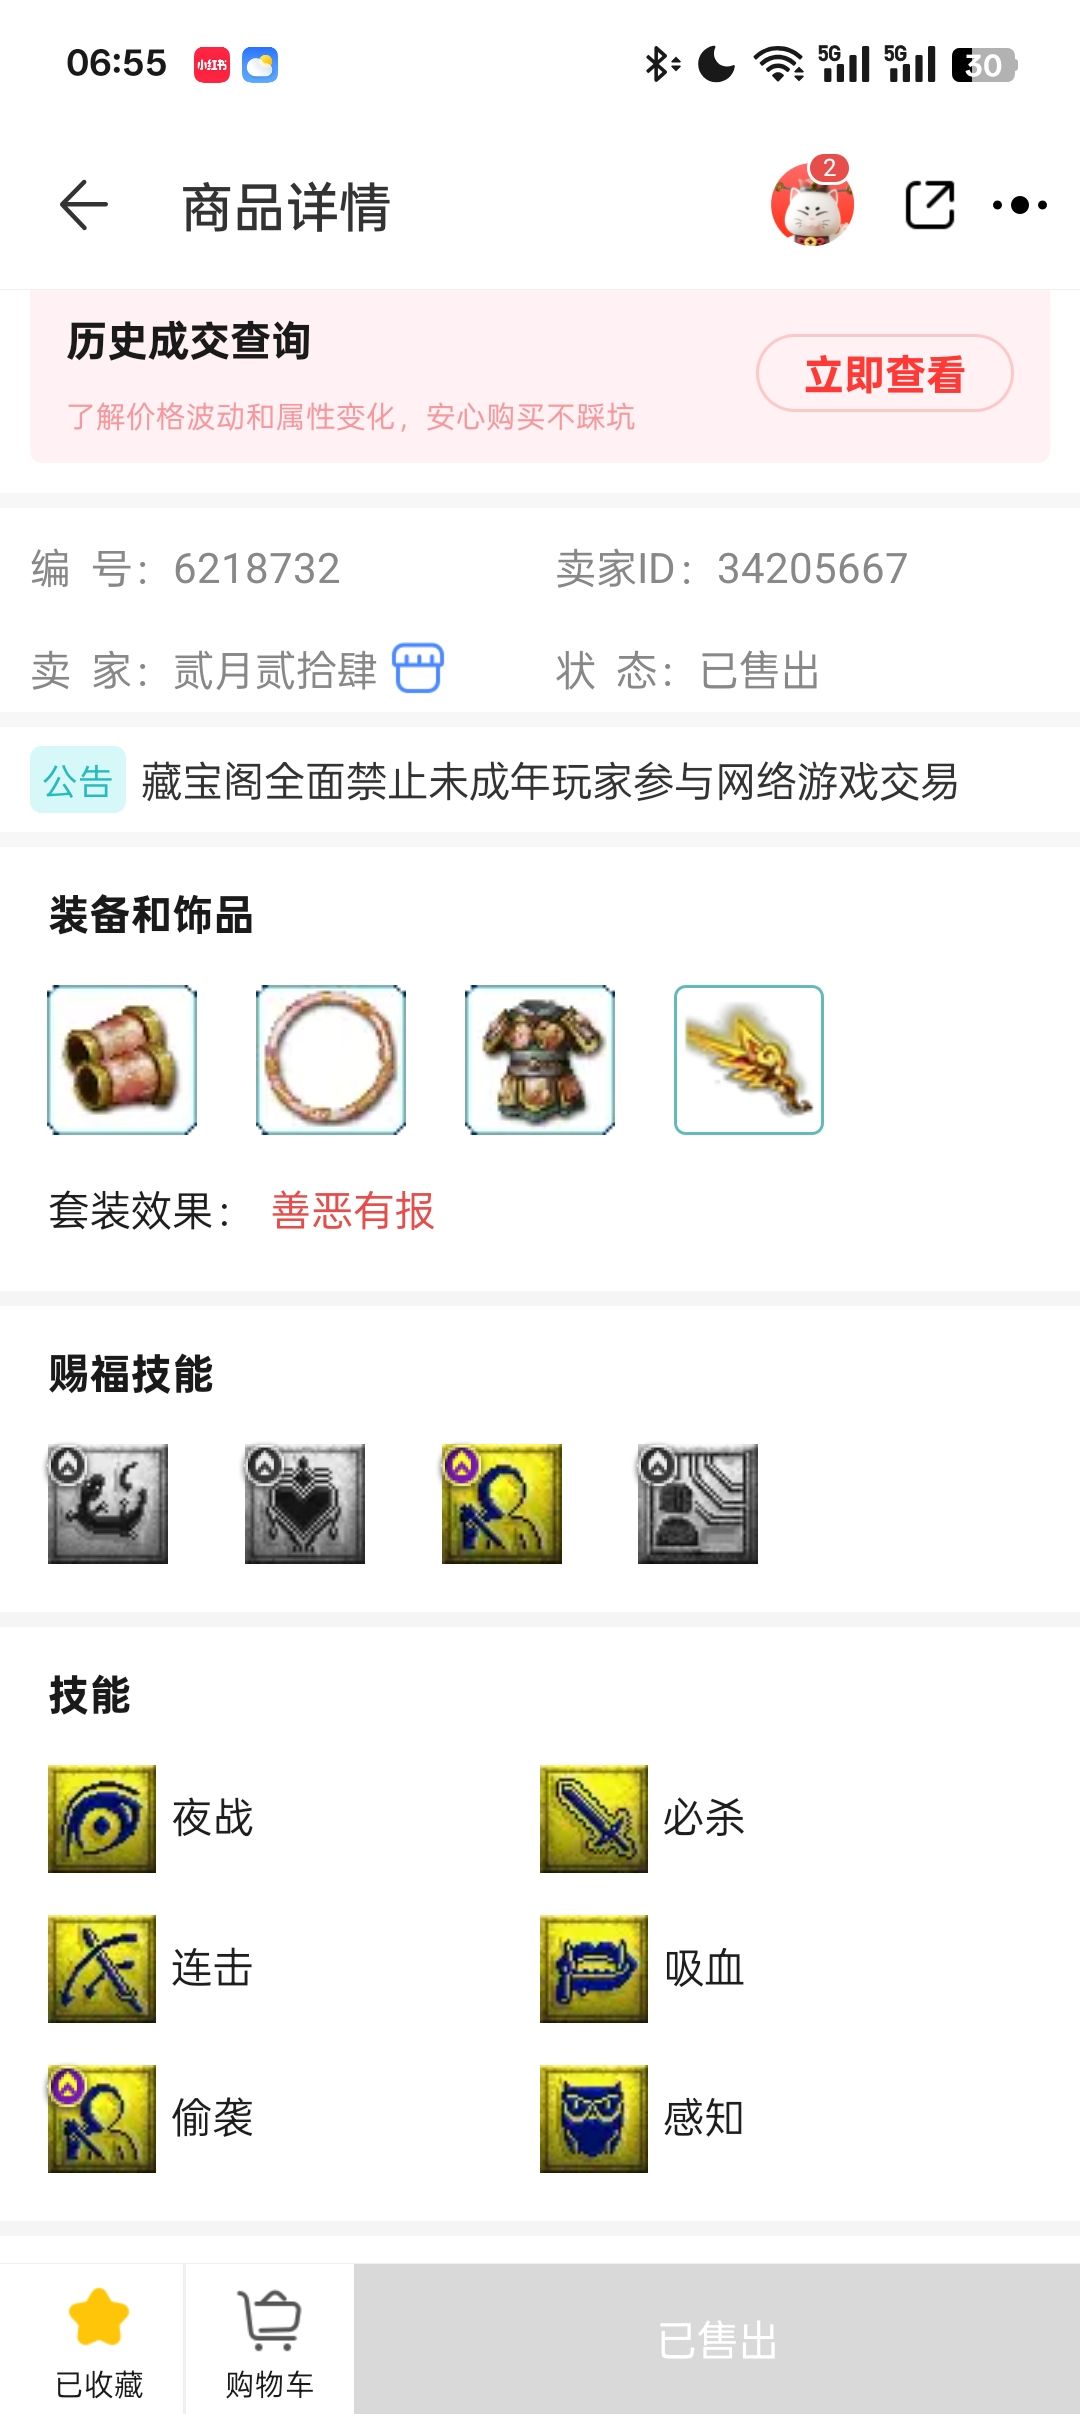 06:55
小红书
5G
5G
30
商品详情
2
历史成交查询
立即查看
了解价格波动和属性变化，安心购买不踩坑
编 号：6218732
卖家ID：34205667
卖 家：贰月贰拾肆
状 态：已售出
公告 藏宝阁全面禁止未成年玩家参与网络游戏交易
装备和饰品
套装效果： 善恶有报
赐福技能
技能
夜战
必杀
连击
吸血
偷袭
感知
已收藏
购物车
已售出